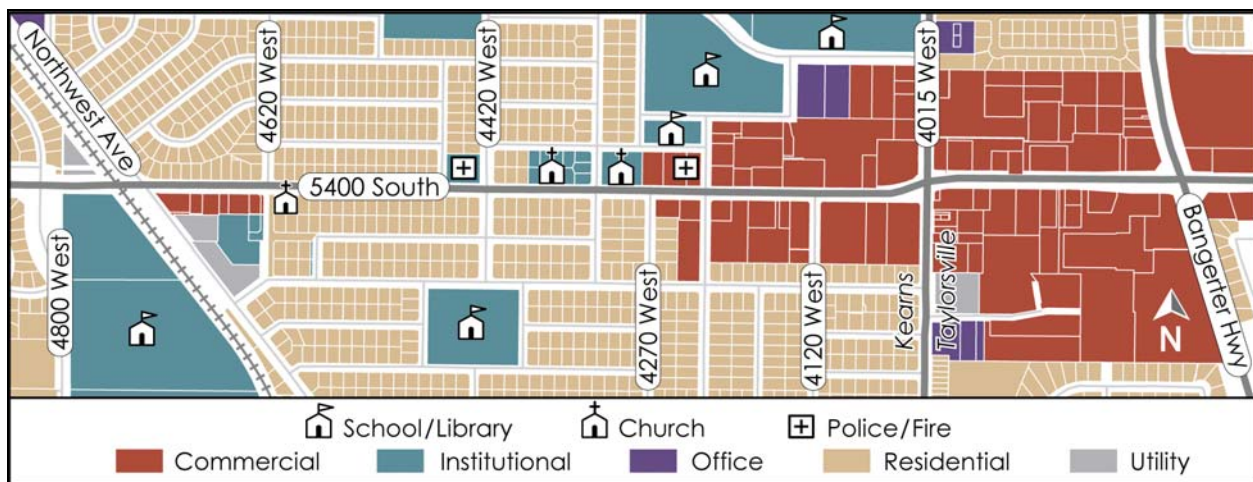 Northwest Ave
4620 West
4420 West
4015 West
5400 South
4800 West
4270 West
4120 West
Kearns
Taylorsville
Bangerter Hwy
N
School/Library
Church
Police/Fire
Commercial
Institutional
Office
Residential
Utility